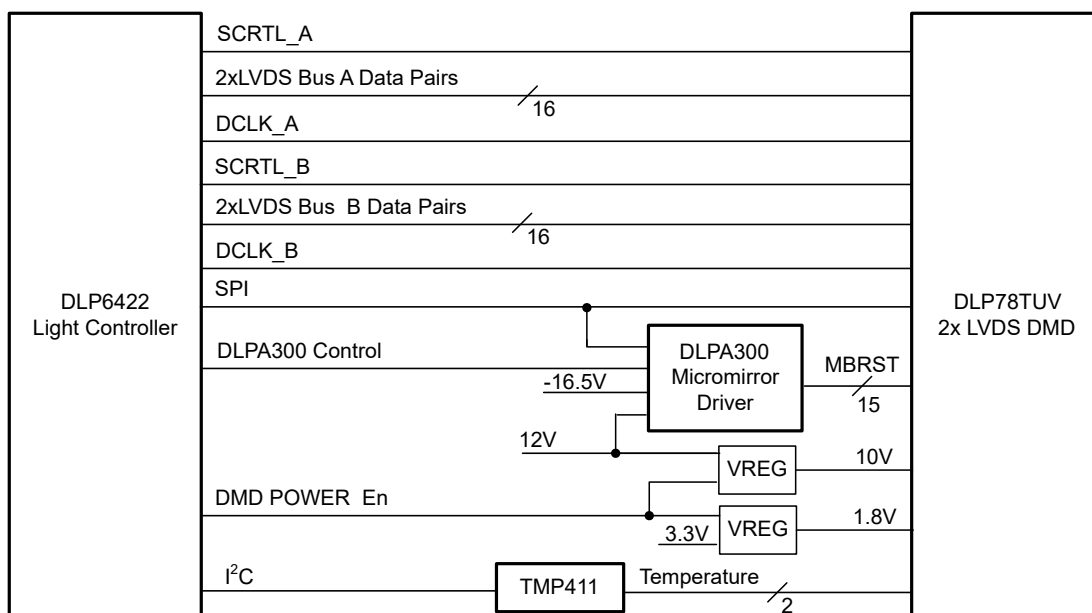 SCRTL_A
2xLVDS Bus A Data Pairs
16
DCLK_A
SCRTL_B
2xLVDS Bus B Data Pairs
16
DCLK_B
SPI
DLP6422
Light Controller
DLP78TUV
2x LVDS DMD
DLPA300 Control
DLPA300
Micromirror
Driver
MBRST
15
-16.5V
12V
VREG
10V
DMD POWER En
3.3V
VREG
1.8V
I²C
TMP411
Temperature
2